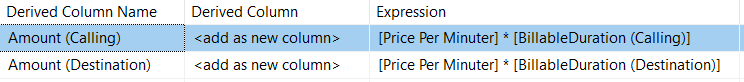 Derived Column Name Derived Column Expression
Amount (Calling) <add as new column> [Price Per Minuter] * [BillableDuration (Calling)]
Amount (Destination) <add as new column> [Price Per Minuter] * [BillableDuration (Destination)]